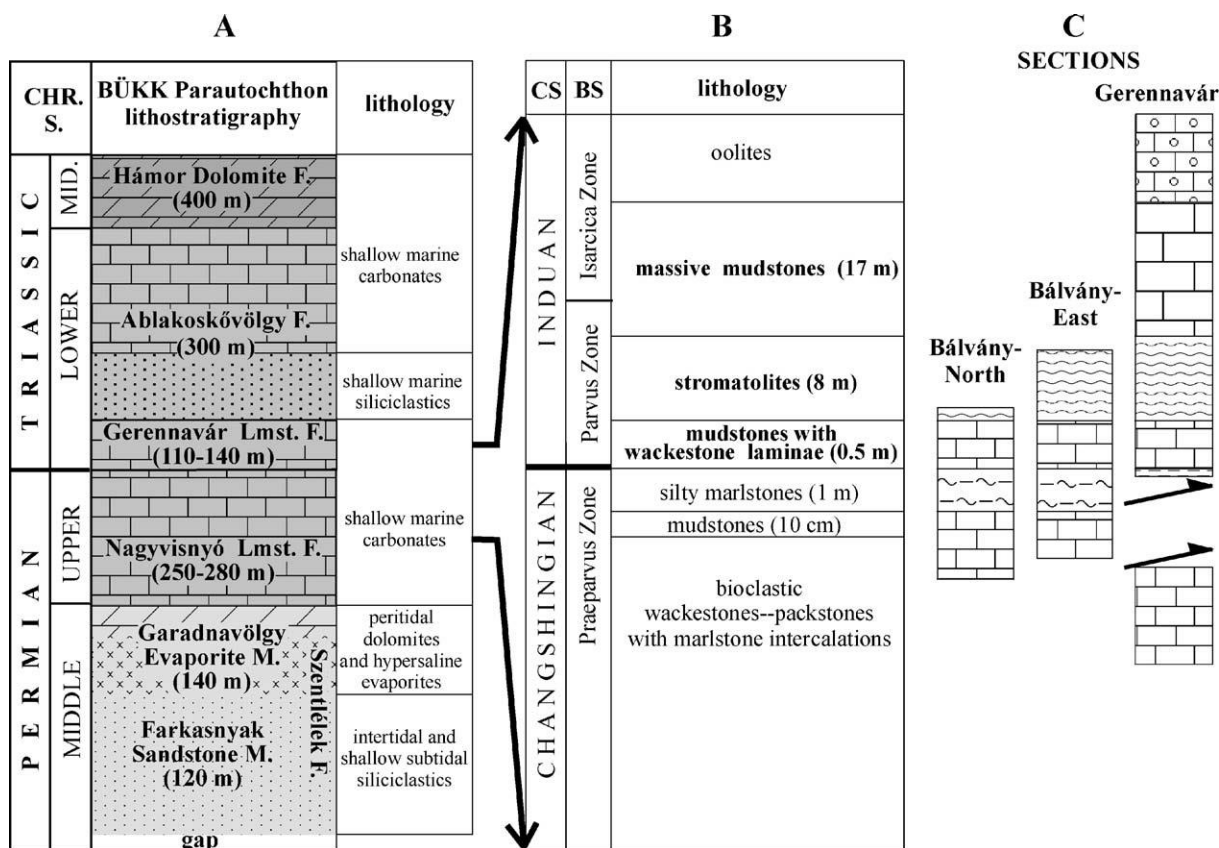 A
CHR.
S.
BÜKK Parautochthon
lithostratigraphy
lithology
TRIASSIC
MID.
LOWER
PERMIAN
UPPER
MIDDLE
Hámor Dolomite F.
(400 m)
Ablakoskővölgy F.
(300 m)
Gerennavár Lmst. F.
(110-140 m)
Nagyvisnyó Lmst. F.
(250-280 m)
Garadnavölgy
Evaporite M.
(140 m)
Farkasnyak
Sandstone M.
(120 m)
Szentlélek F.
gap
shallow marine
carbonates
shallow marine
siliciclastics
shallow marine
carbonates
peritidal
dolomites
and hypersaline
evaporites
intertidal and
shallow subtidal
siliciclastics
B
CS
BS
lithology
INDUAN
CHANGSHINGIAN
Isarcica Zone
Parvus Zone
Praeparvus Zone
oolites
massive mudstones (17 m)
stromatolites (8 m)
mudstones with
wackestone laminae (0.5 m)
silty marlstones (1 m)
mudstones (10 cm)
bioclastic
wackestones--packstones
with marlstone intercalations
C
SECTIONS
Gerennavár
Bálvány-
East
Bálvány-
North